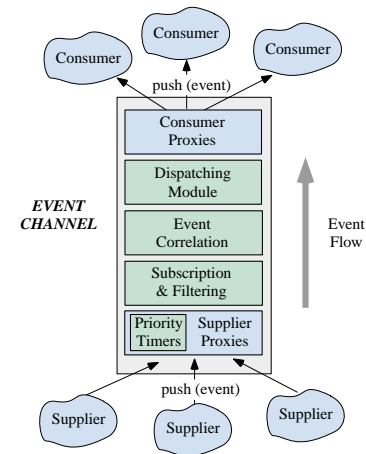 Consumer
Consumer
Consumer
push (event)
Consumer
Proxies
Dispatching
Module
EVENT
CHANNEL
Event
Correlation
Event
Flow
Subscription
& Filtering
Priority
Timers
Supplier
Proxies
push (event)
Supplier
Supplier
Supplier